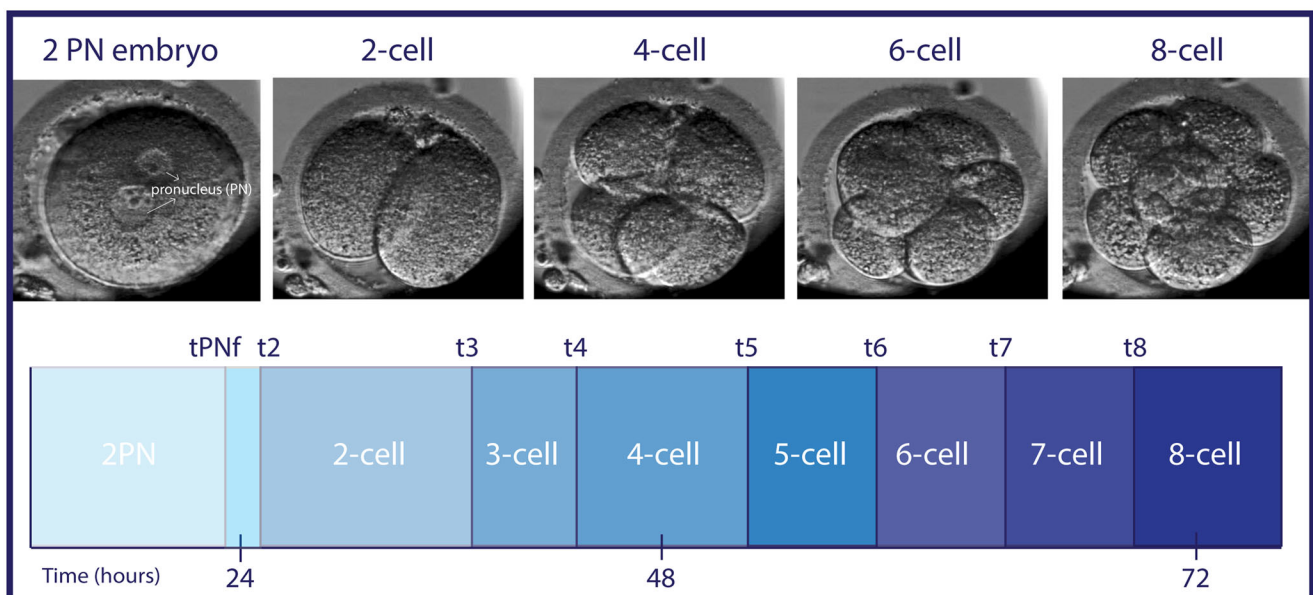 2 PN embryo 2-cell 4-cell 6-cell 8-cell
pronucleus (PN)
tPNf t2 t3 t4 t5 t6 t7 t8
2PN 2-cell 3-cell 4-cell 5-cell 6-cell 7-cell 8-cell
Time (hours) 24 48 72